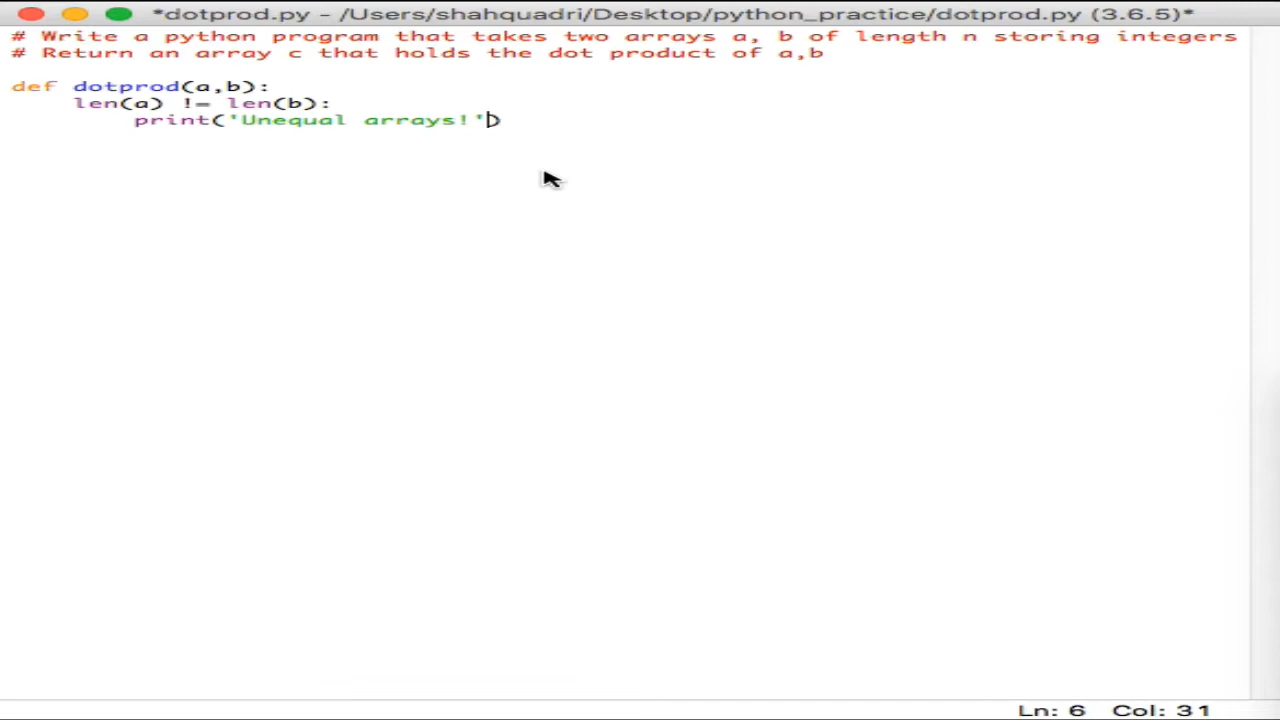 *dotprod.py - /Users/shahquadri/Desktop/python_practice/dotprod.py (3.6.5)*
# Write a python program that takes two arrays a, b of length n storing integers
# Return an array c that holds the dot product of a,b
def dotprod(a,b):
len(a) != len(b):
print('Unequal arrays!')
Ln: 6 Col: 31